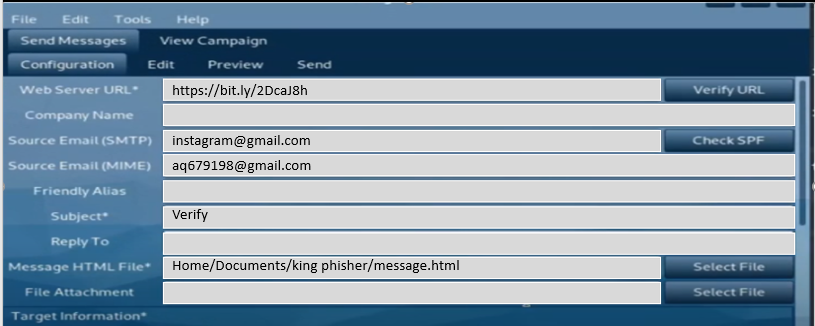 File Edit Tools Help
Send Messages View Campaign
Configuration Edit Preview Send
Web Server URL* https://bit.ly/2DcaJ8h Verify URL
Company Name
Source Email (SMTP) instagram@gmail.com Check SPF
Source Email (MIME) aq679198@gmail.com
Friendly Alias
Subject* Verify
Reply To
Message HTML File* Home/Documents/king phisher/message.html Select File
File Attachment Select File
Target Information*